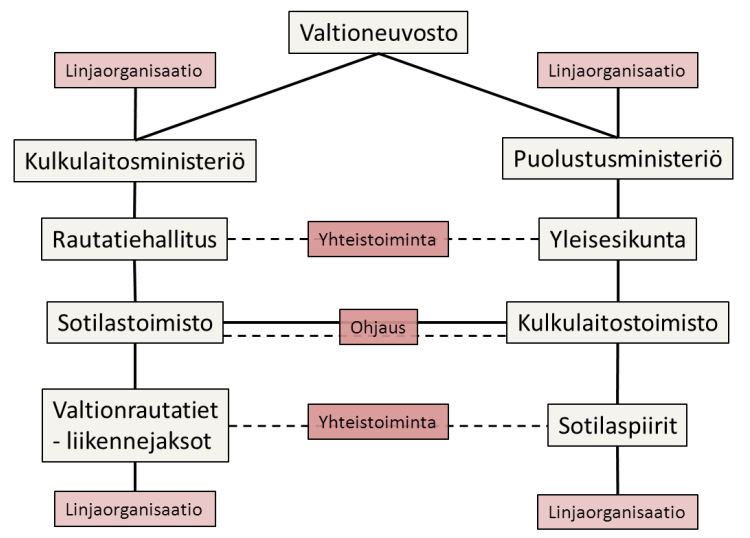 Valtioneuvosto
Linjaorganisaatio
Linjaorganisaatio
Kulkulaitosministeriö
Puolustusministeriö
Rautatiehallitus
Yhteistoiminta
Yleisesikunta
Sotilastoimisto
Ohjaus
Kulkulaitostoimisto
Valtionrautatiet
- liikennejaksot
Yhteistoiminta
Sotilaspiirit
Linjaorganisaatio
Linjaorganisaatio